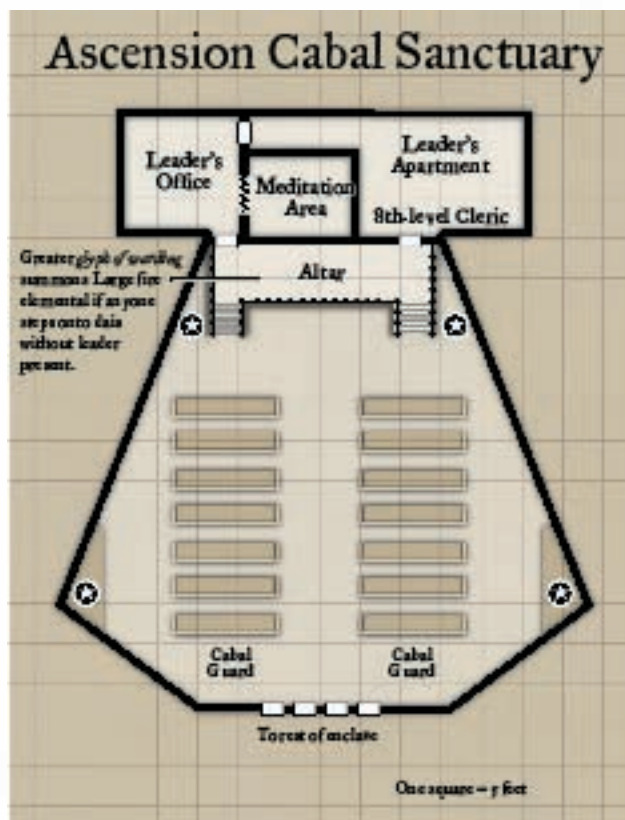 Ascension Cabal Sanctuary
Leader's
Office
Meditation
Area
Leader's
Apartment
8th-level Cleric
Greater glyph of warding
summons Large fire
elemental if anyone
steps onto dais
without leader
present.
Altar
Cabal
Guard
Cabal
Guard
To rest of enclave
One square = 5 feet